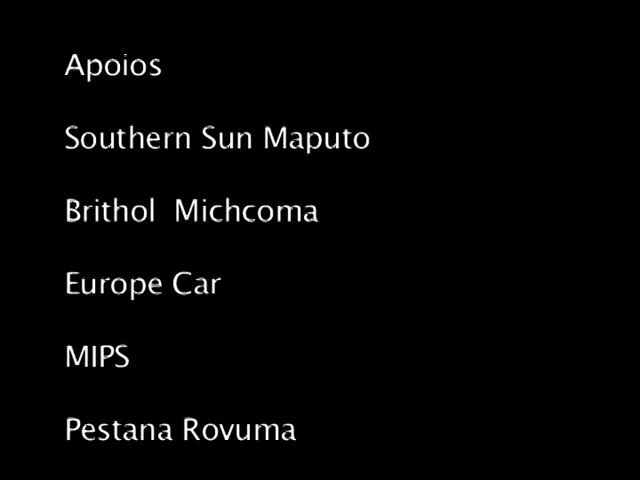 Apoios
Southern Sun Maputo
Brithol Michcoma
Europe Car
MIPS
Pestana Rovuma